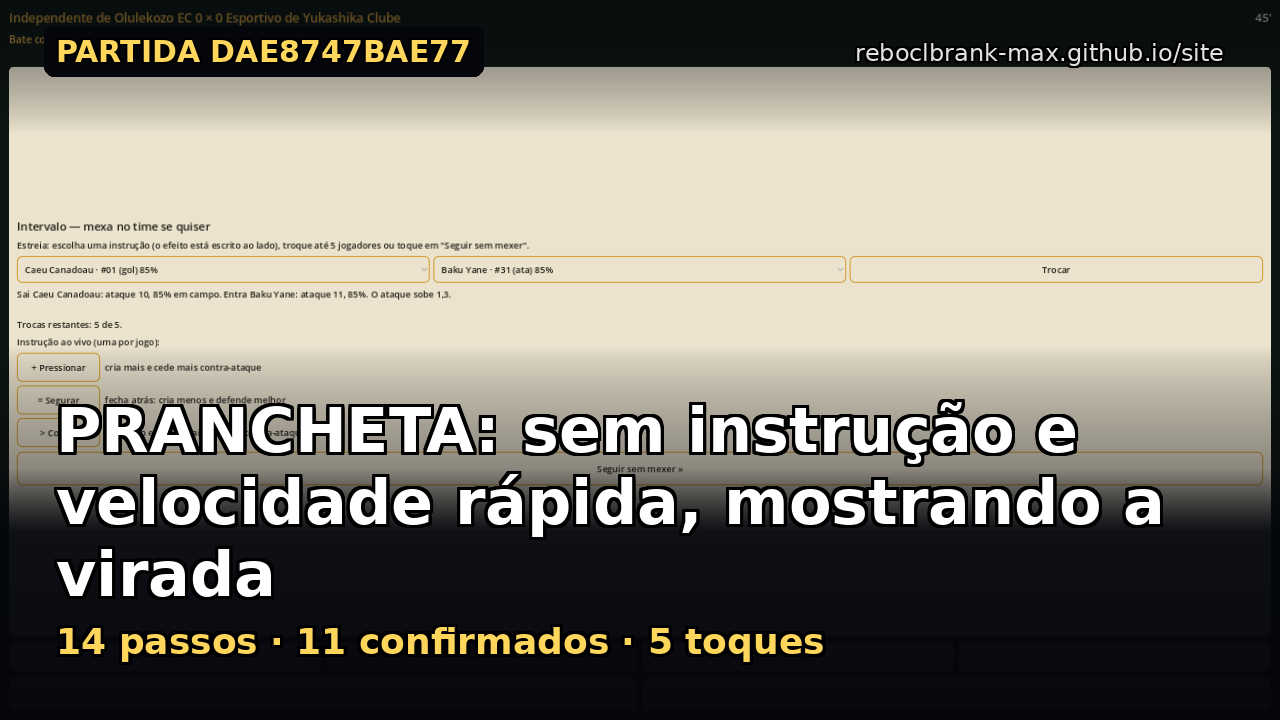 Independente de Olulekozo EC 0 × 0 Esportivo de Yukashika Clube
45'
Bate
PARTIDA DAE8747BAE77
reboclbrank-max.github.io/site
Intervalo — mexa no time se quiser
Estreia: escolha uma instrução (o efeito está escrito ao lado), troque até 5 jogadores ou toque em "Seguir sem mexer".
Caeu Canadoau · #01 (gol) 85%
Baku Yane · #31 (ata) 85%
Trocar
Sai Caeu Canadoau: ataque 10, 85% em campo. Entra Baku Yane: ataque 11, 85%. O ataque sobe 1,3.
Trocas restantes: 5 de 5.
Instrução ao vivo (uma por jogo):
+ Pressionar
cria mais e cede mais contra-ataque
= Segurar
fecha atrás: cria menos e defende melhor
Seguir sem mexer »
PRANCHETA: sem instrução e
velocidade rápida, mostrando a
virada
14 passos · 11 confirmados · 5 toques